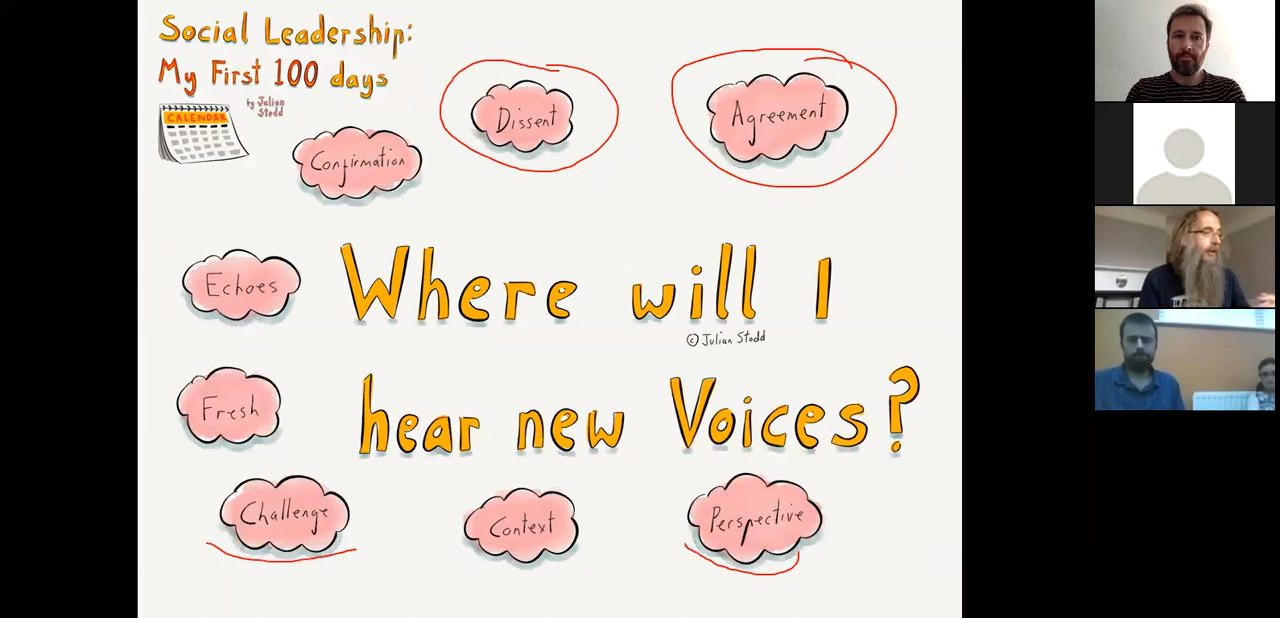 Social Leadership:
My First 100 days
by Julian
Stodd
CALENDAR
Confirmation
Dissent
Agreement
Echoes
Where will I
© Julian Stodd
Fresh
hear new Voices?
Challenge
Context
Perspective